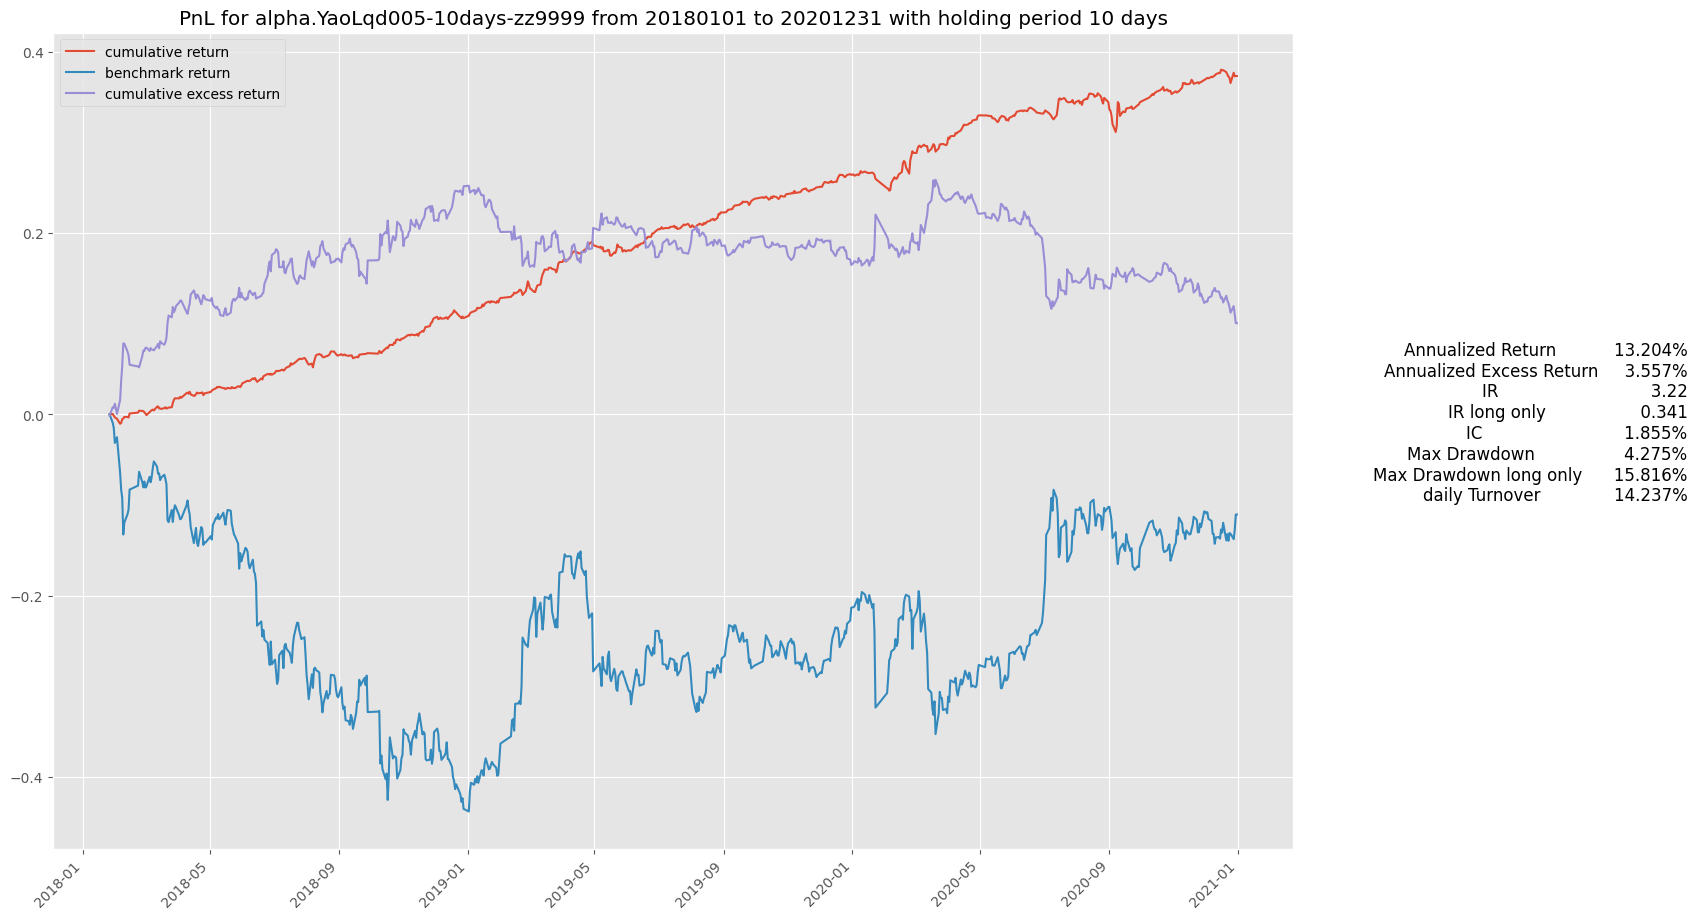 PnL for alpha.YaoLqd005-10days-zz9999 from 20180101 to 20201231 with holding period 10 days
cumulative return
benchmark return
cumulative excess return
0.4
0.2
0.0
−0.2
−0.4
2018-01
2018-05
2018-09
2019-01
2019-05
2019-09
2020-01
2020-05
2020-09
2021-01
Annualized Return 13.204%
Annualized Excess Return 3.557%
IR 3.22
IR long only 0.341
IC 1.855%
Max Drawdown 4.275%
Max Drawdown long only 15.816%
daily Turnover 14.237%